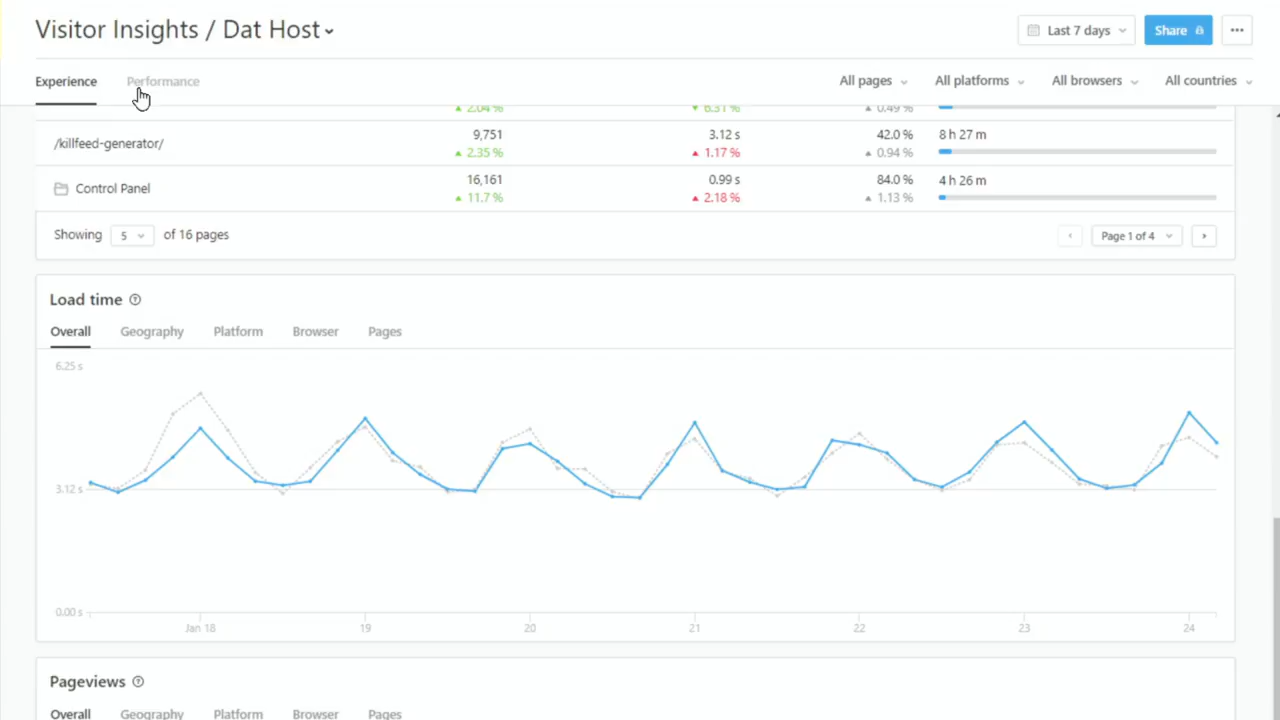 Visitor Insights / Dat Host
Last 7 days
Share
Experience
Performance
All pages
All platforms
All browsers
All countries
2.04 %
6.31 %
0.49 %
/killfeed-generator/
9,751
3.12 s
42.0 %
8 h 27 m
2.35 %
1.17 %
0.94 %
Control Panel
16,161
0.99 s
84.0 %
4 h 26 m
11.7 %
2.18 %
1.13 %
Showing 5 of 16 pages
Page 1 of 4
Load time
Overall
Geography
Platform
Browser
Pages
6.25 s
3.12 s
0.00 s
Jan 18
19
20
21
22
23
24
Pageviews
Overall
Geography
Platform
Browser
Pages